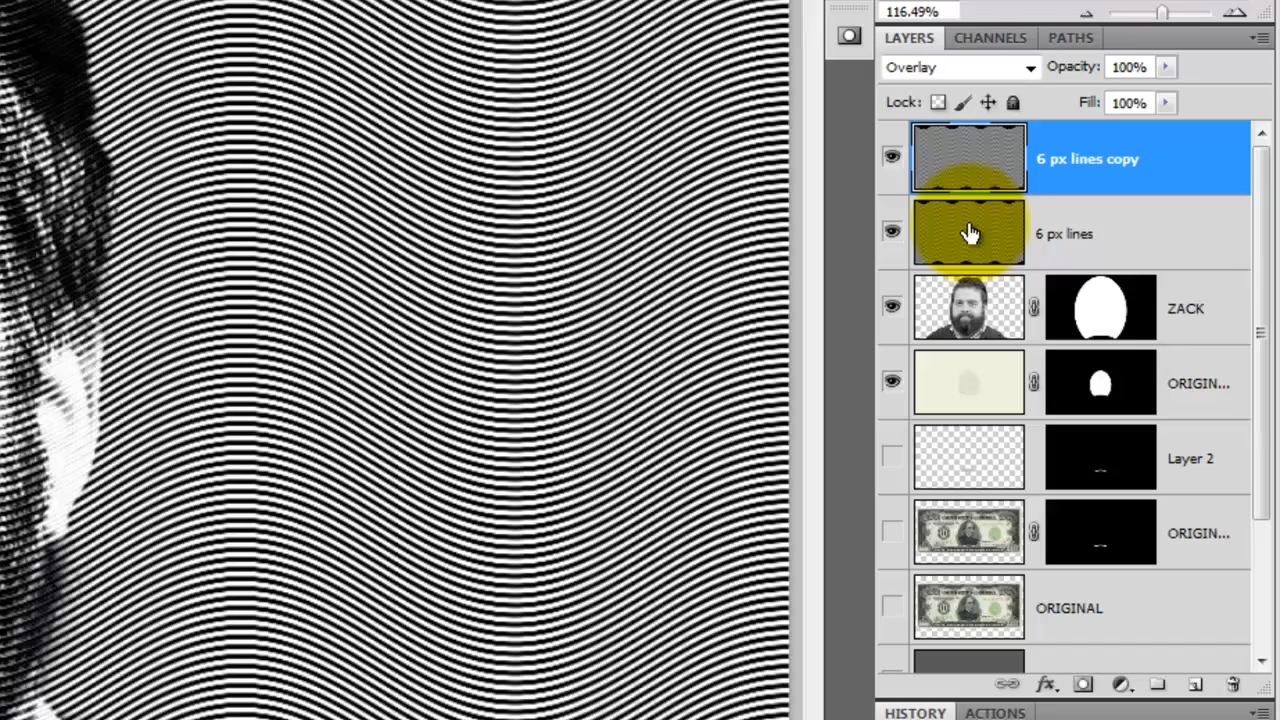 116.49%
LAYERS CHANNELS PATHS
Overlay Opacity: 100%
Lock: Fill: 100%
6 px lines copy
6 px lines
ZACK
ORIGIN...
Layer 2
ORIGIN...
ORIGINAL
fx
HISTORY ACTIONS